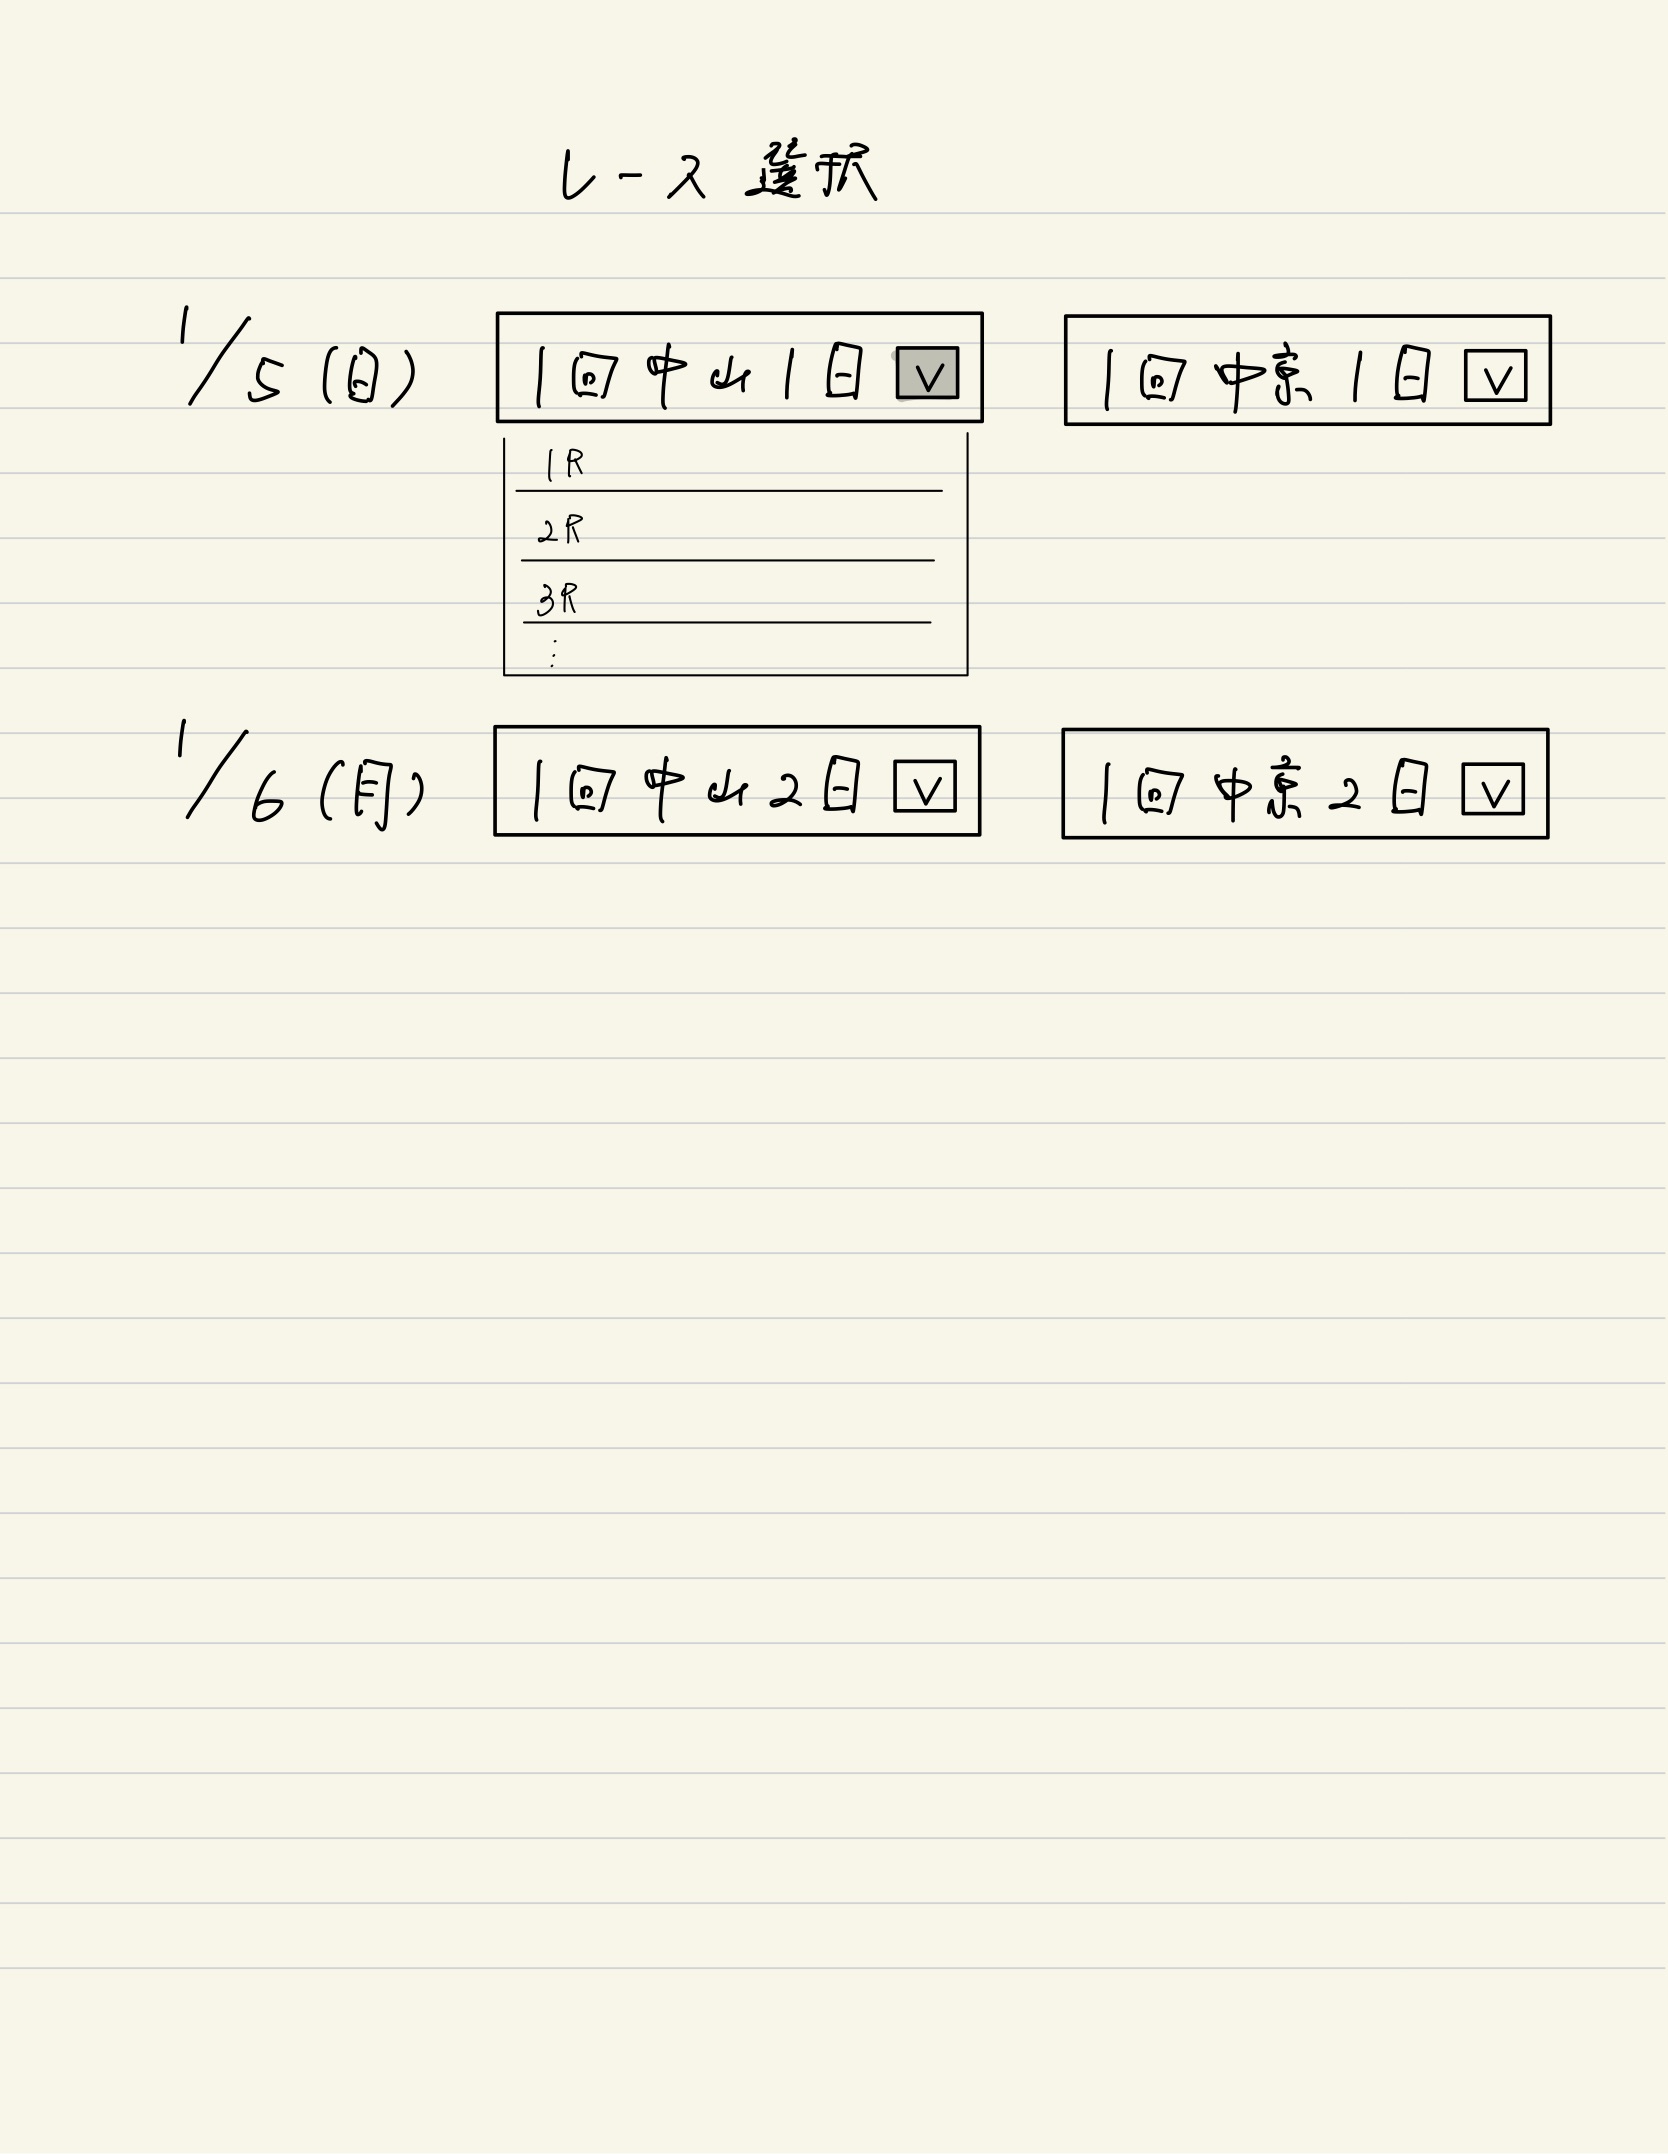 レース 選択
1/5 (日) 1回 中山 1日 ∨ 1回 中京 1日 ∨
1R
2R
3R
⋮
1/6 (月) 1回 中山 2日 ∨ 1回 中京 2日 ∨